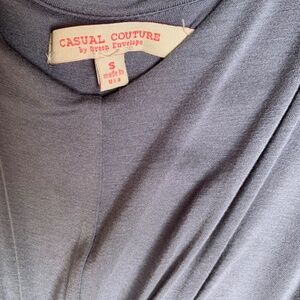 CASUAL COUTURE
by Green Envelope
S
made in
USA